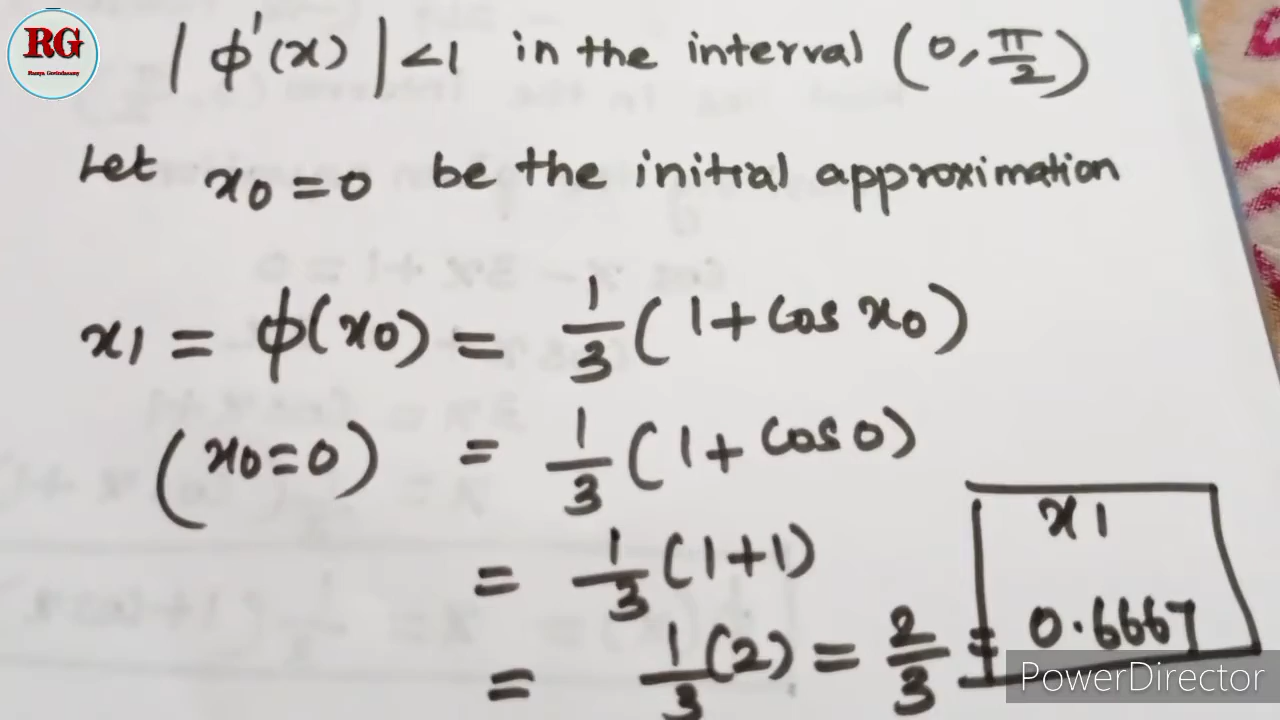 RG
Ramya Govindasamy
| φ'(x) | <1 in the interval (0, π/2)
Let x0 = 0 be the initial approximation
x1 = φ(x0) = 1/3 (1 + Cos x0)
(x0=0) = 1/3 (1 + Cos 0)
= 1/3 (1+1)
= 1/3 (2) = 2/3 =
x1
0.6667
PowerDirector